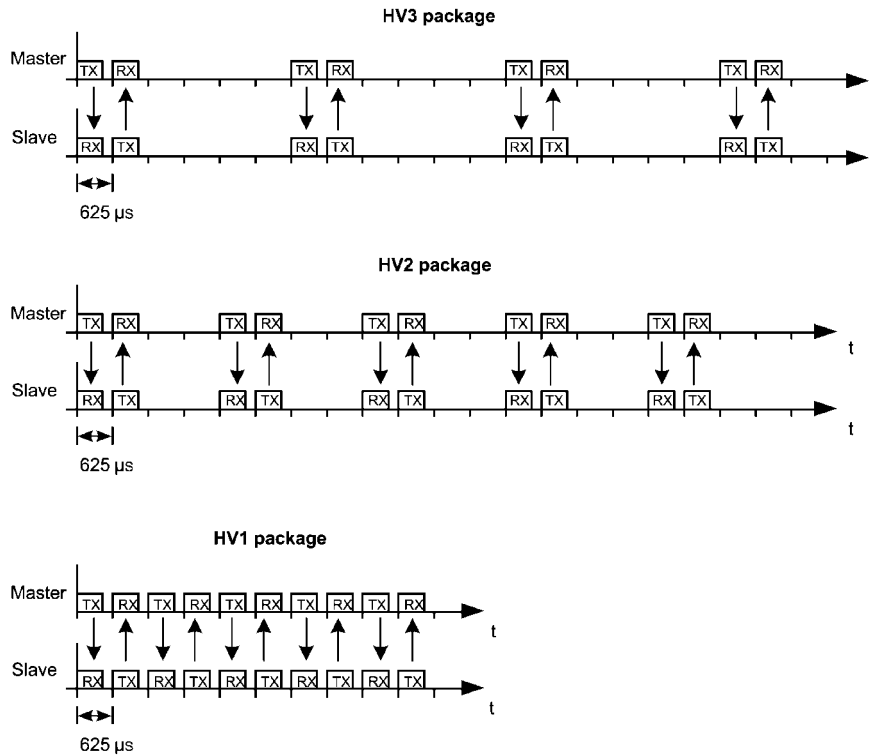 HV3 package
Master TX RX TX RX TX RX TX RX
Slave RX TX RX TX RX TX RX TX
625 µs
HV2 package
Master TX RX TX RX TX RX TX RX TX RX
t
Slave RX TX RX TX RX TX RX TX RX TX
t
625 µs
HV1 package
Master TX RX TX RX TX RX TX RX TX RX
t
Slave RX TX RX TX RX TX RX TX RX TX
t
625 µs